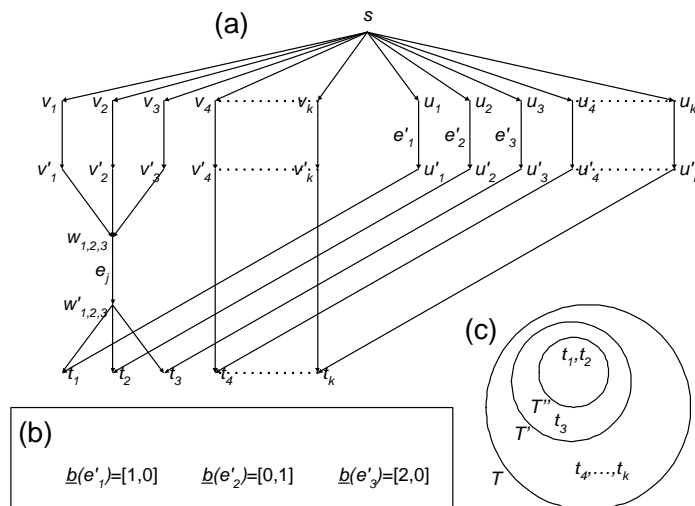 (a)
s
v1 v2 v3 v4 vk u1 u2 u3 u4 uk
e'1 e'2 e'3
v'1 v'2 v'3 v'4 v'k u'1 u'2 u'3 u'4
w1,2,3
ej
w'1,2,3
t1 t2 t3 t4 tk
(b)
b(e'1)=[1,0] b(e'2)=[0,1] b(e'3)=[2,0]
(c)
t1,t2
T''
t3
T'
t4,...,tk
T